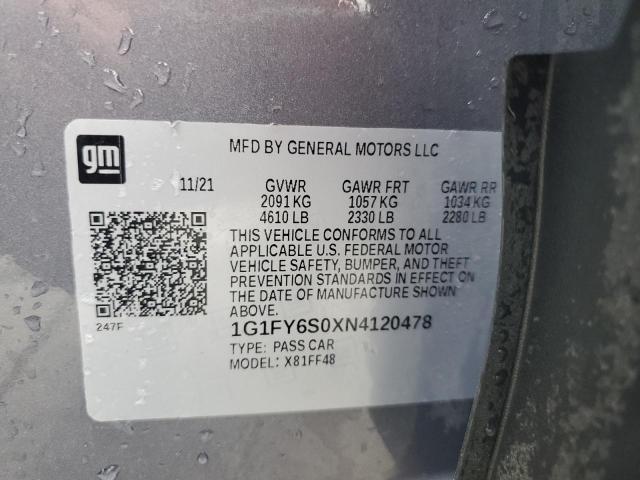 gm
MFD BY GENERAL MOTORS LLC
11/21 GVWR GAWR FRT GAWR RR
2091 KG 1057 KG 1034 KG
4610 LB 2330 LB 2280 LB
THIS VEHICLE CONFORMS TO ALL
APPLICABLE U.S. FEDERAL MOTOR
VEHICLE SAFETY, BUMPER, AND THEFT
PREVENTION STANDARDS IN EFFECT ON
THE DATE OF MANUFACTURE SHOWN
ABOVE.
247F
1G1FY6S0XN4120478
TYPE: PASS CAR
MODEL: X81FF48